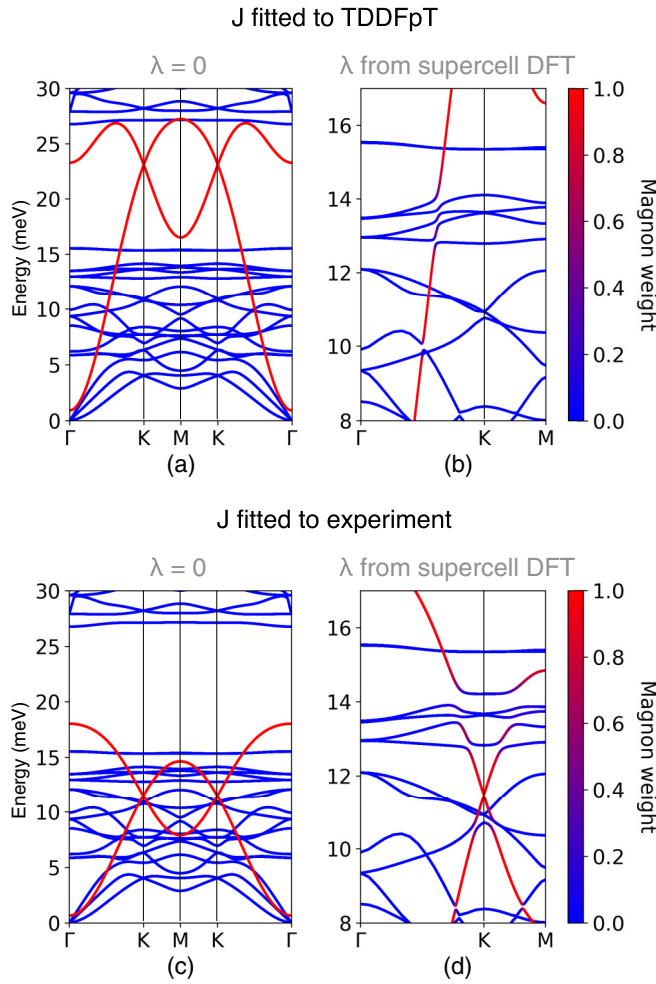 J fitted to TDDFpT
λ = 0
λ from supercell DFT
Energy (meV)
30
25
20
15
10
5
0
Γ K M K Γ
(a)
16
14
12
10
8
Γ K M
(b)
1.0
0.8
0.6
0.4
0.2
0.0
Magnon weight
J fitted to experiment
λ = 0
λ from supercell DFT
Energy (meV)
30
25
20
15
10
5
0
Γ K M K Γ
(c)
16
14
12
10
8
Γ K M
(d)
1.0
0.8
0.6
0.4
0.2
0.0
Magnon weight